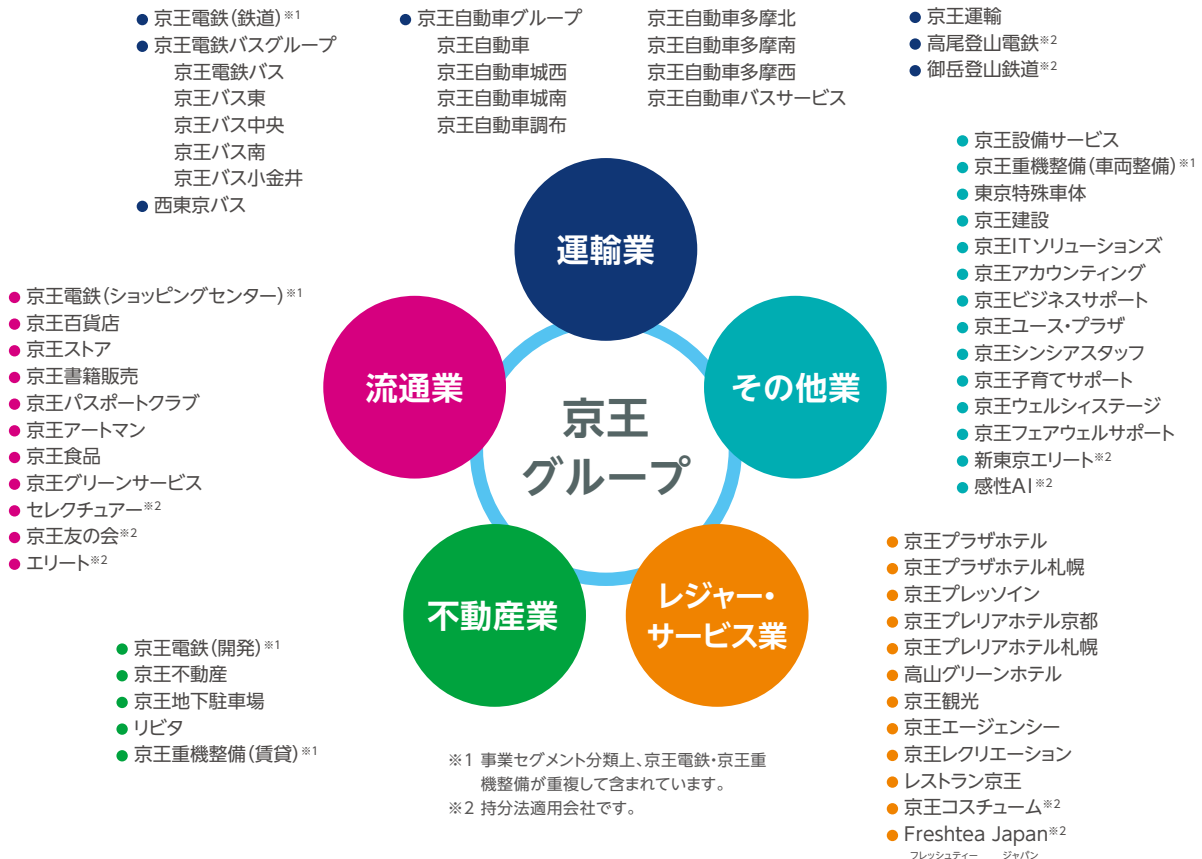 ● 京王電鉄(鉄道)※1
● 京王電鉄バスグループ
京王電鉄バス
京王バス東
京王バス中央
京王バス南
京王バス小金井
● 西東京バス
● 京王自動車グループ
京王自動車
京王自動車城西
京王自動車城南
京王自動車調布
京王自動車多摩北
京王自動車多摩南
京王自動車多摩西
京王自動車バスサービス
● 京王運輸
● 高尾登山電鉄※2
● 御岳登山鉄道※2
運輸業
● 京王設備サービス
● 京王重機整備(車両整備)※1
● 東京特殊車体
● 京王建設
● 京王ITソリューションズ
● 京王アカウンティング
● 京王ビジネスサポート
● 京王ユース・プラザ
● 京王シンシアスタッフ
● 京王子育てサポート
● 京王ウェルシィステージ
● 京王フェアウェルサポート
● 新東京エリート※2
● 感性AI※2
その他業
● 京王電鉄(ショッピングセンター)※1
● 京王百貨店
● 京王ストア
● 京王書籍販売
● 京王パスポートクラブ
● 京王アートマン
● 京王食品
● 京王グリーンサービス
● セレクチュアー※2
● 京王友の会※2
● エリート※2
流通業
京王
グループ
不動産業
● 京王電鉄(開発)※1
● 京王不動産
● 京王地下駐車場
● リビタ
● 京王重機整備(賃貸)※1
レジャー・
サービス業
● 京王プラザホテル
● 京王プラザホテル札幌
● 京王プレッソイン
● 京王プレリアホテル京都
● 京王プレリアホテル札幌
● 高山グリーンホテル
● 京王観光
● 京王エージェンシー
● 京王レクリエーション
● レストラン京王
● 京王コスチューム※2
● Freshtea Japan※2
フレッシュティー ジャパン
※1 事業セグメント分類上、京王電鉄・京王重
機整備が重複して含まれています。
※2 持分法適用会社です。